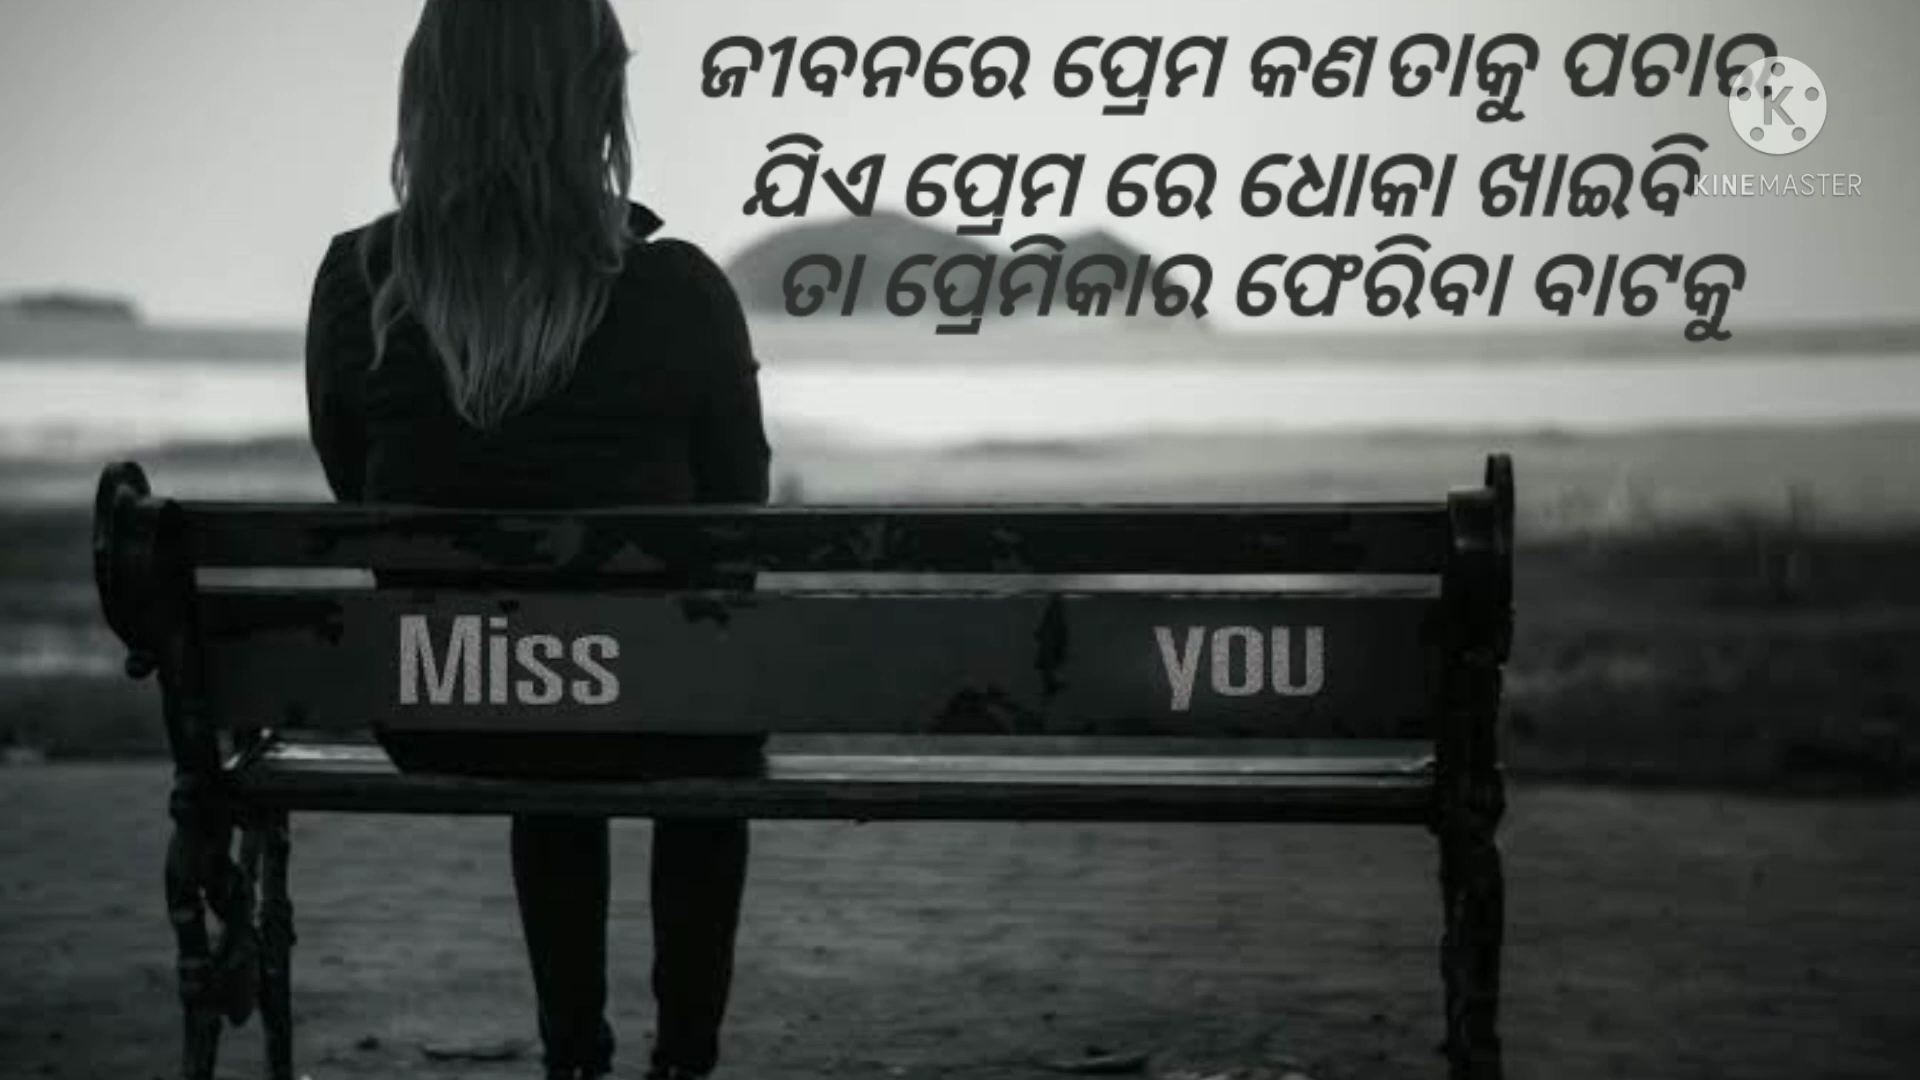 ଜୀବନରେ ପ୍ରେମ କଣ ତାକୁ ପଚାର
ଯିଏ ପ୍ରେମ ରେ ଧୋକା ଖାଇବି
ତା ପ୍ରେମିକାର ଫେରିବା ବାଟକୁ
KINEMASTER
Miss you